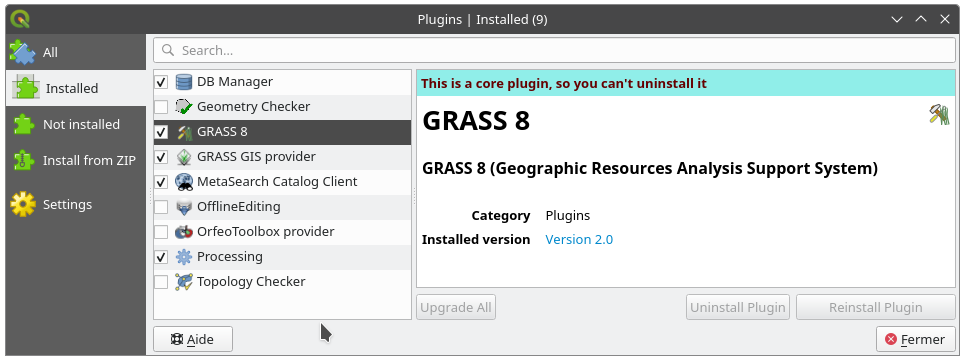 Plugins | Installed (9)
All
Installed
Not installed
Install from ZIP
Settings
Search...
DB Manager
Geometry Checker
GRASS 8
GRASS GIS provider
MetaSearch Catalog Client
OfflineEditing
OrfeoToolbox provider
Processing
Topology Checker
This is a core plugin, so you can't uninstall it
GRASS 8
GRASS 8 (Geographic Resources Analysis Support System)
Category Plugins
Installed version Version 2.0
Upgrade All Uninstall Plugin Reinstall Plugin
Aide Fermer